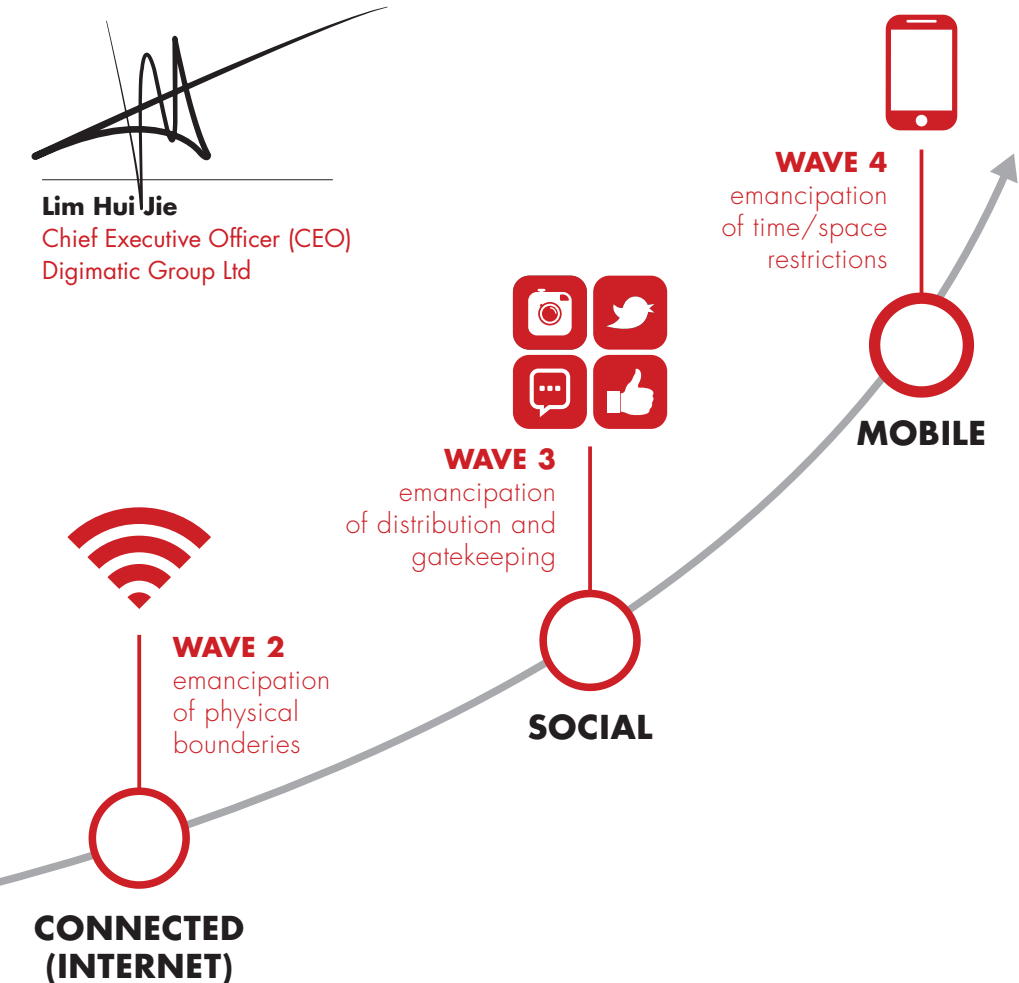 Lim Hui Jie
Chief Executive Officer (CEO)
Digimatic Group Ltd
WAVE 4
emancipation
of time/space
restrictions
MOBILE
WAVE 3
emancipation
of distribution and
gatekeeping
SOCIAL
WAVE 2
emancipation
of physical
bounderies
CONNECTED
(INTERNET)